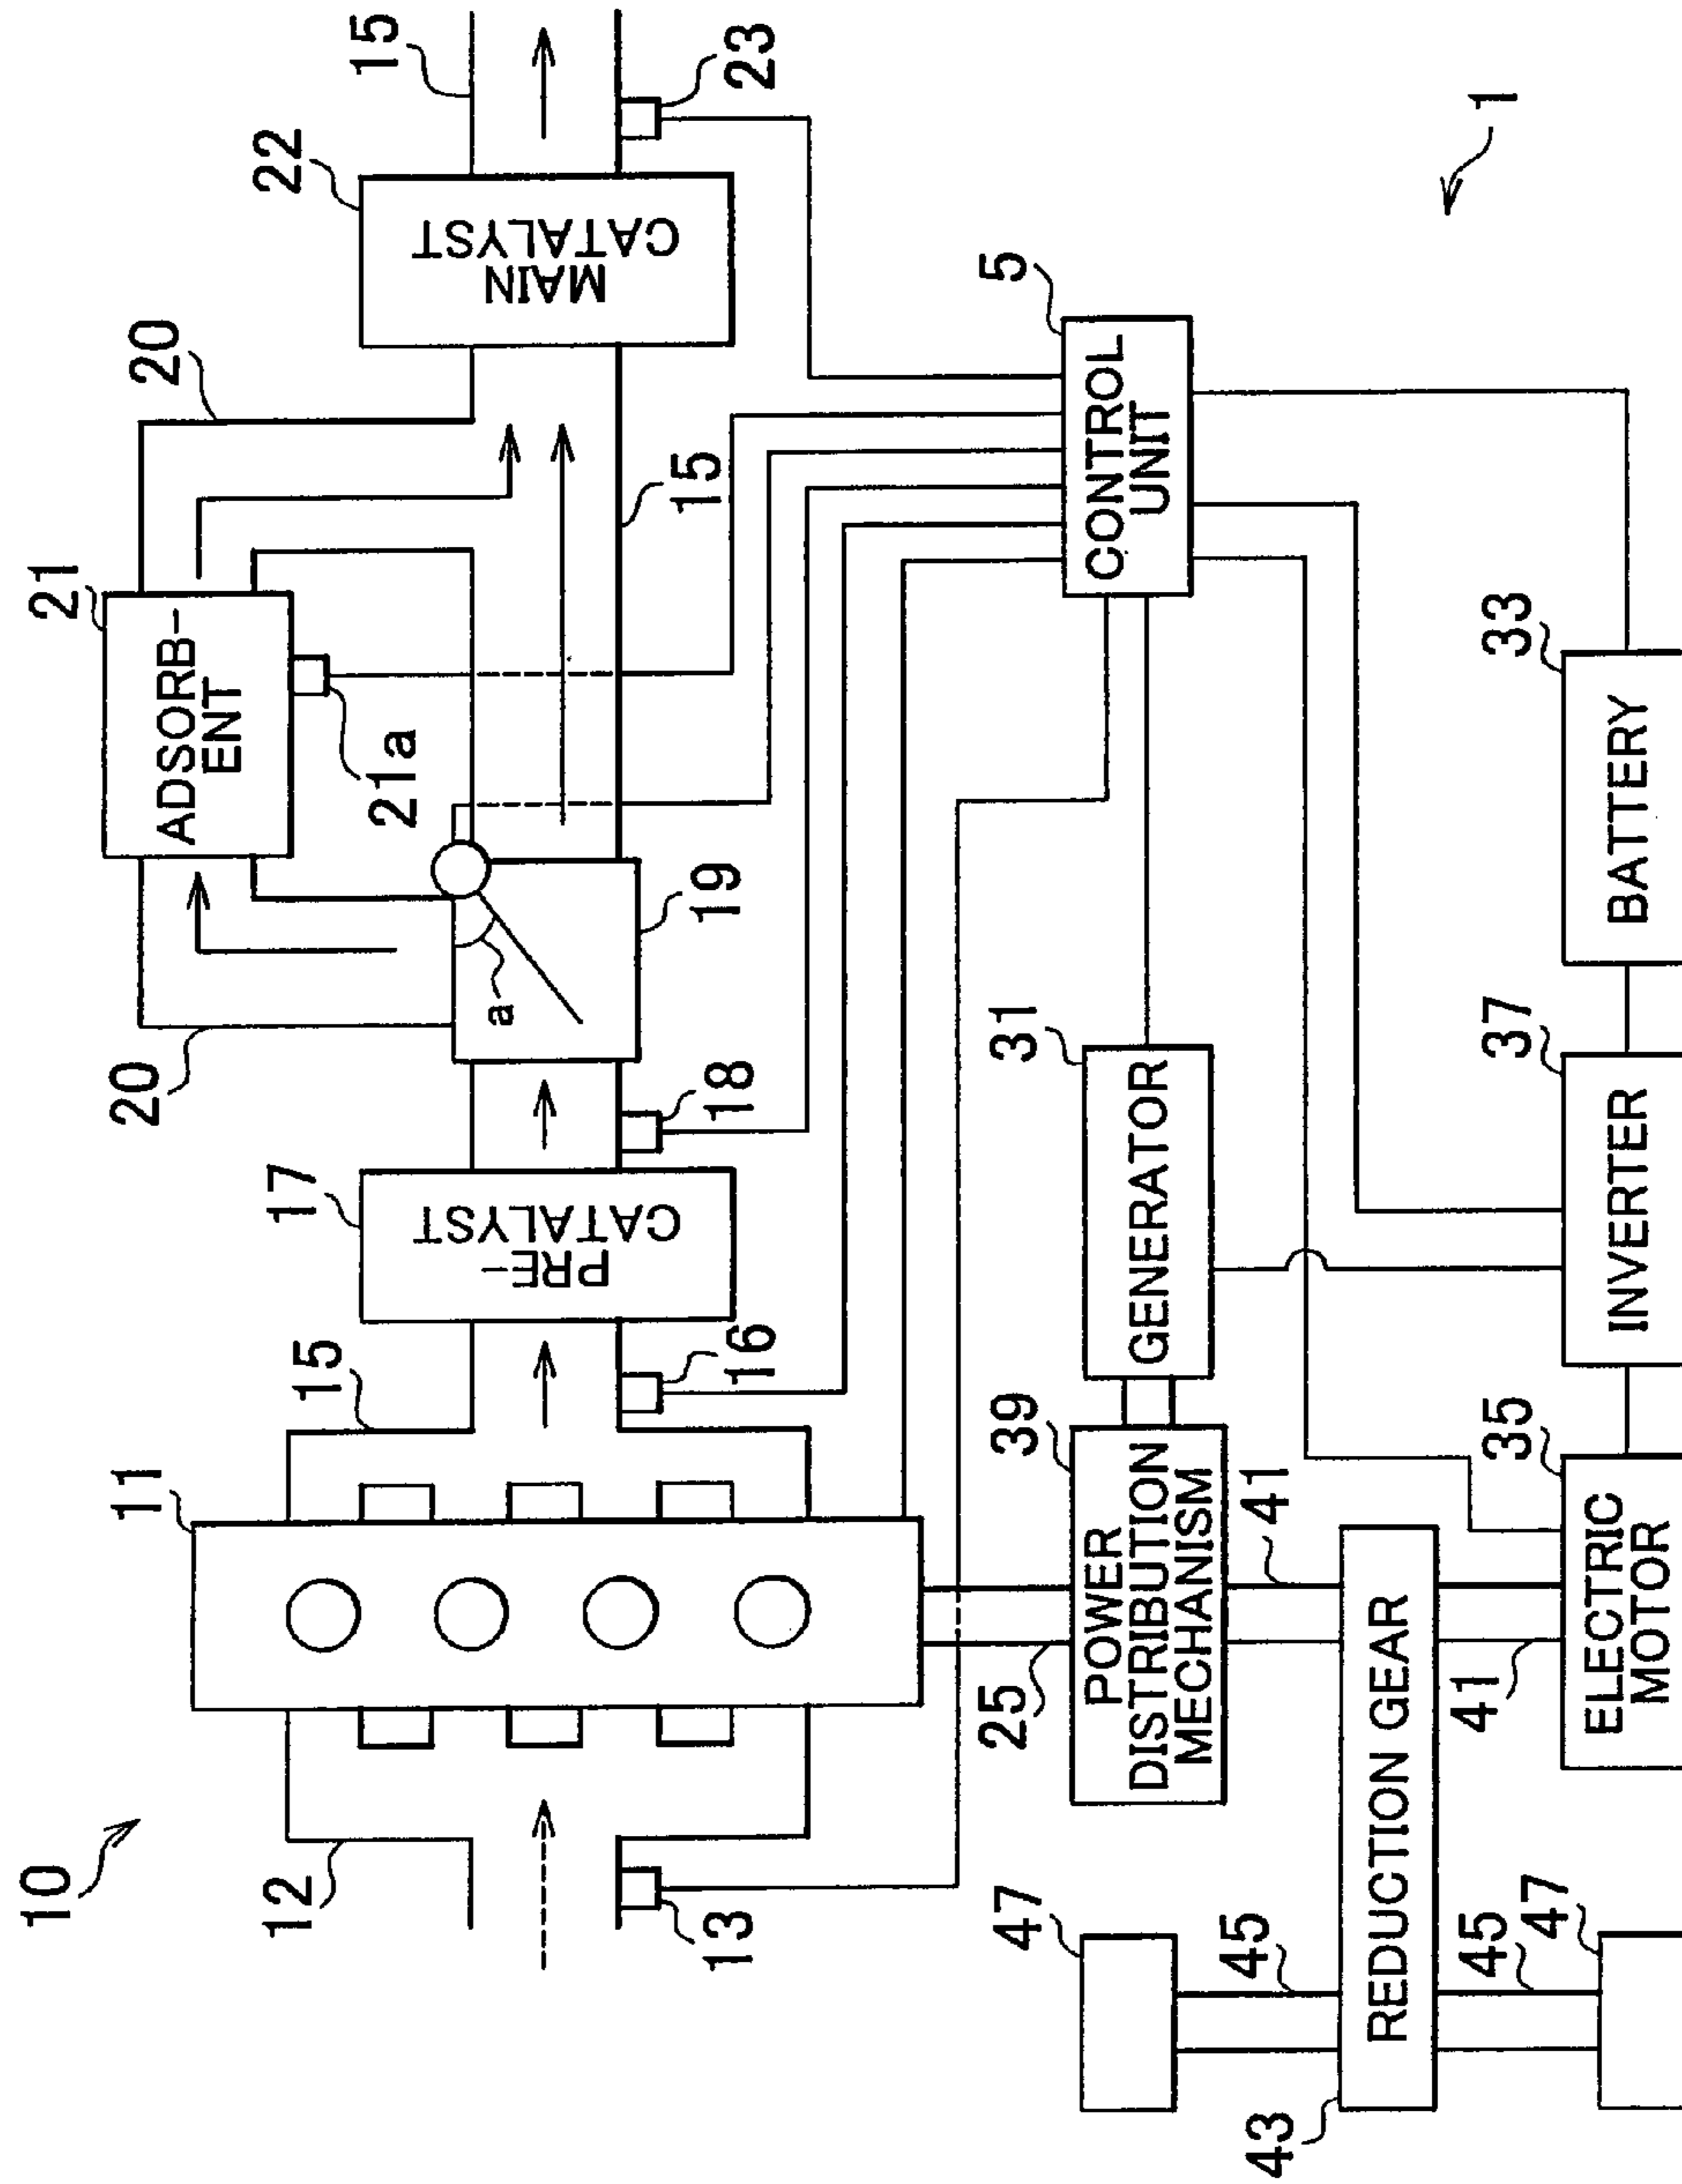 10
11
12
13
15
16
17
PRE-
CATALYST
18
20
19
a
21
ADSORB-
ENT
21a
20
15
22
MAIN
CATALYST
15
23
1
5
CONTROL
UNIT
25
39
POWER
DISTRIBUTION
MECHANISM
31
GENERATOR
41
41
35
ELECTRIC
MOTOR
37
INVERTER
33
BATTERY
47
45
43
REDUCTION GEAR
45
47